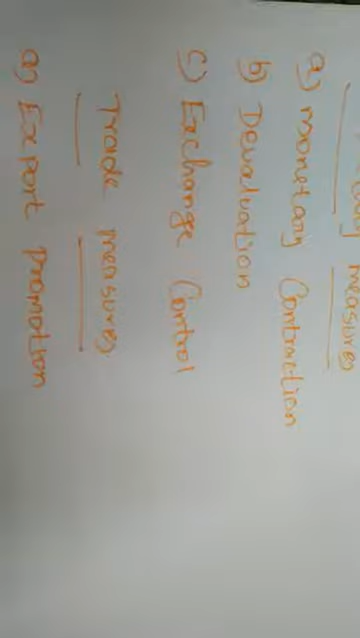 measures
a) Monetary Contraction
b) Devaluation
c) Exchange Control
Trade measures
a) Export Promotion